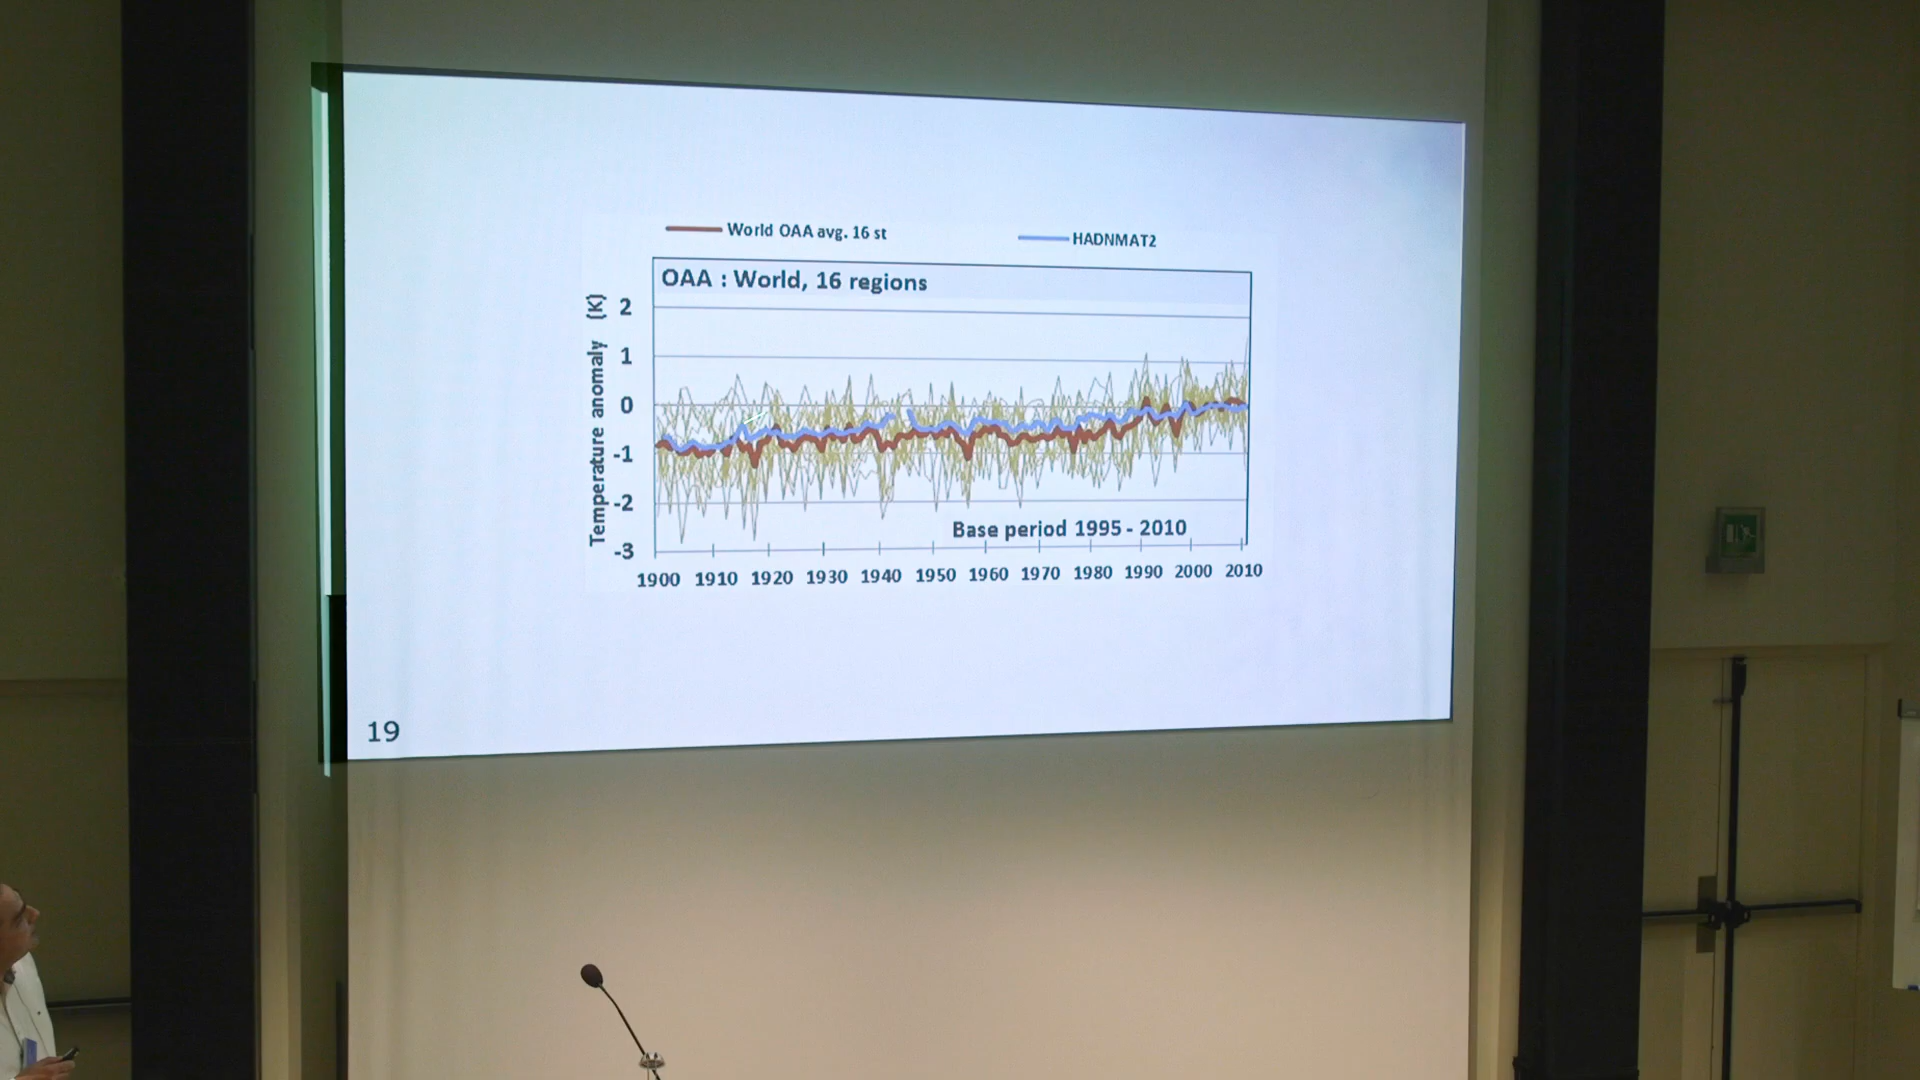 World OAA avg. 16 st
HADNMAT2
OAA : World, 16 regions
Temperature anomaly (K)
2
1
0
-1
-2
-3
Base period 1995 - 2010
1900 1910 1920 1930 1940 1950 1960 1970 1980 1990 2000 2010
19